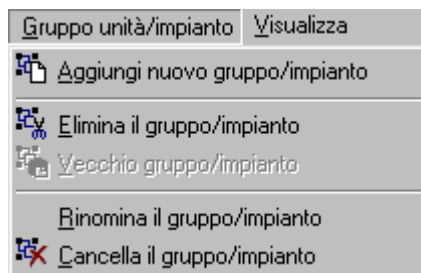 Gruppo unità/impianto Visualizza
Aggiungi nuovo gruppo/impianto
Elimina il gruppo/impianto
Vecchio gruppo/impianto
Rinomina il gruppo/impianto
Cancella il gruppo/impianto